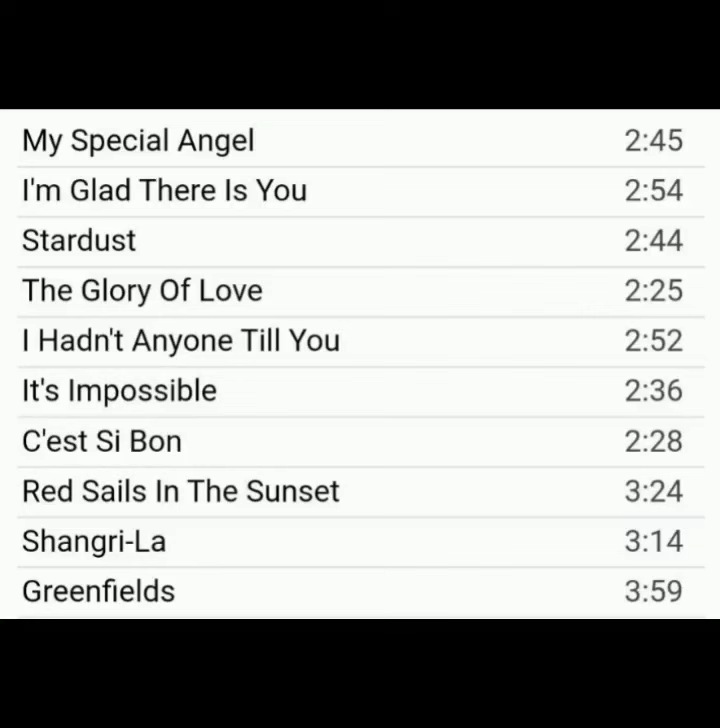 My Special Angel 2:45
I'm Glad There Is You 2:54
Stardust 2:44
The Glory Of Love 2:25
I Hadn't Anyone Till You 2:52
It's Impossible 2:36
C'est Si Bon 2:28
Red Sails In The Sunset 3:24
Shangri-La 3:14
Greenfields 3:59